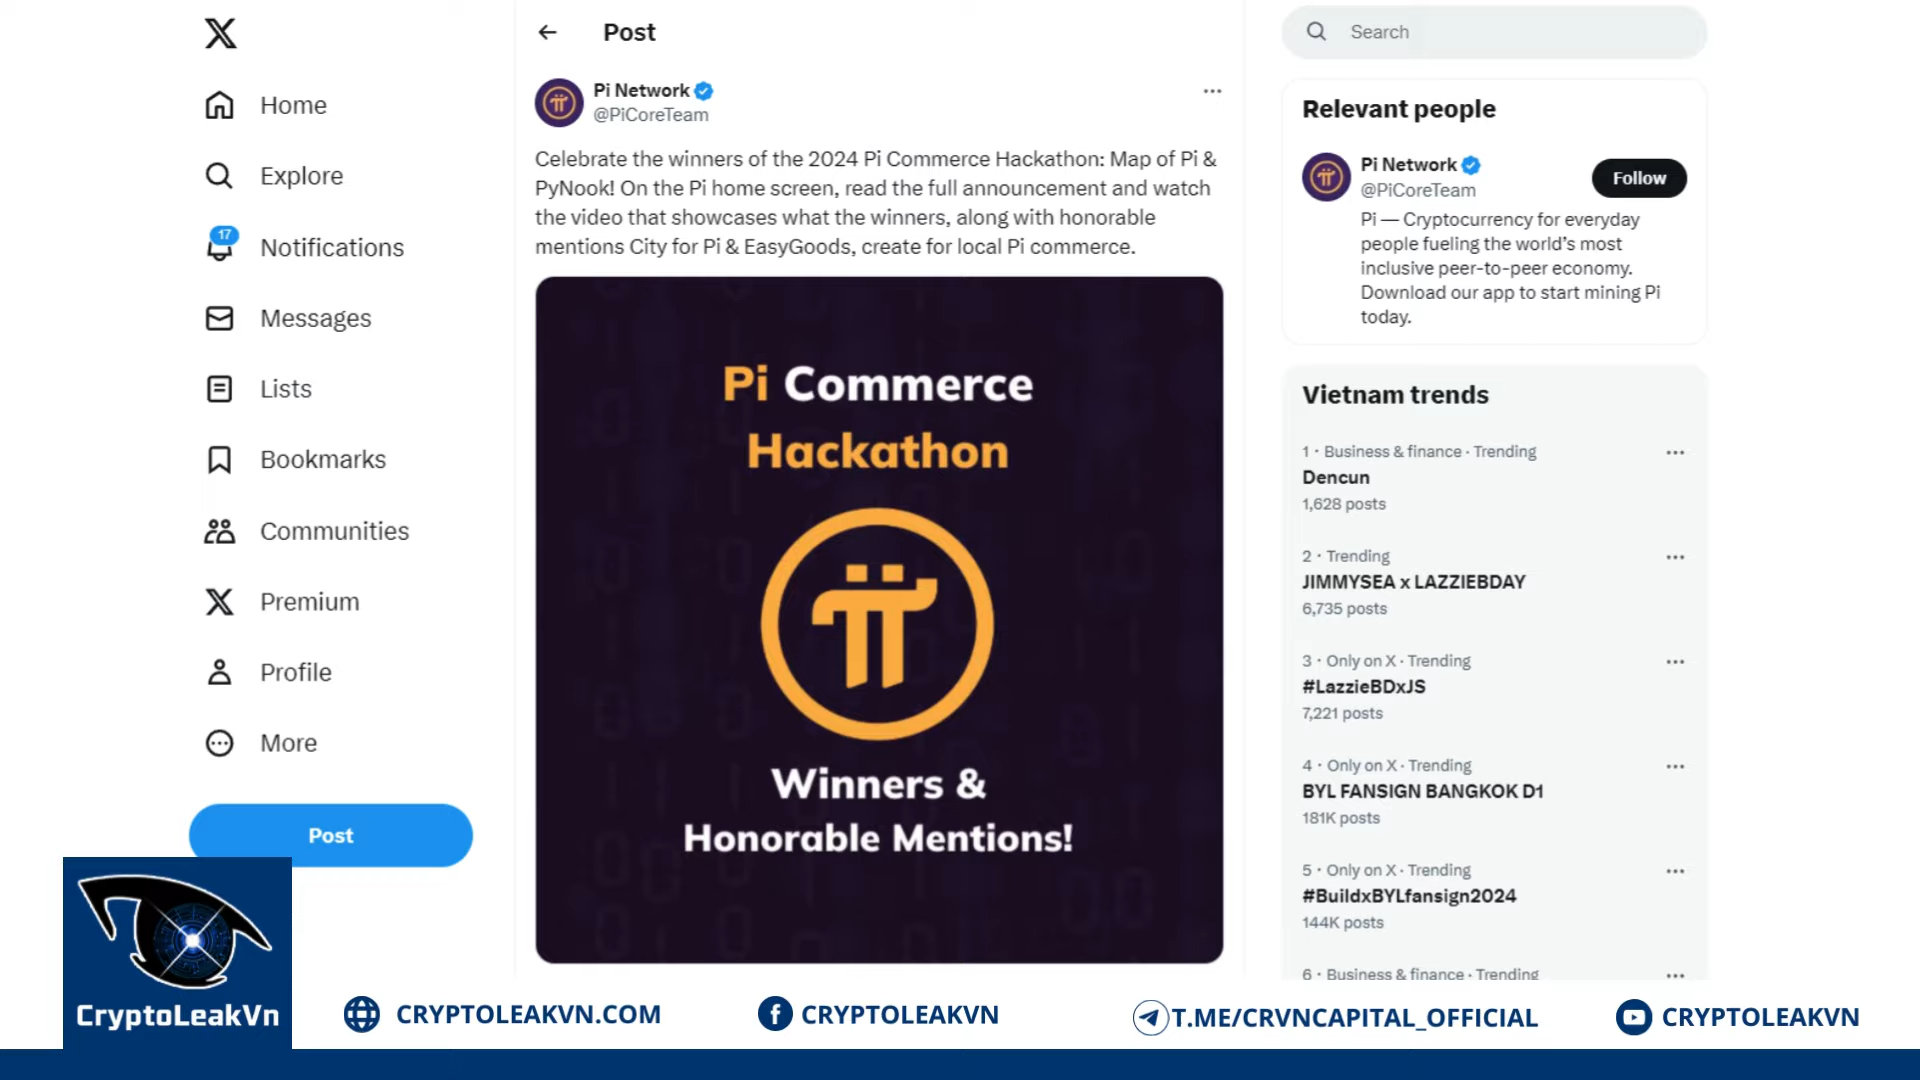 Home
Explore
17
Notifications
Messages
Lists
Bookmarks
Communities
Premium
Profile
More
Post
Post
Pi Network
@PiCoreTeam
Celebrate the winners of the 2024 Pi Commerce Hackathon: Map of Pi &
PyNook! On the Pi home screen, read the full announcement and watch
the video that showcases what the winners, along with honorable
mentions City for Pi & EasyGoods, create for local Pi commerce.
Pi Commerce
Hackathon
Winners &
Honorable Mentions!
Search
Relevant people
Pi Network
@PiCoreTeam
Follow
Pi — Cryptocurrency for everyday
people fueling the world’s most
inclusive peer-to-peer economy.
Download our app to start mining Pi
today.
Vietnam trends
1 · Business & finance · Trending
Dencun
1,628 posts
2 · Trending
JIMMYSEA x LAZZIEBDAY
6,735 posts
3 · Only on X · Trending
#LazzieBDxJS
7,221 posts
4 · Only on X · Trending
BYL FANSIGN BANGKOK D1
181K posts
5 · Only on X · Trending
#BuildxBYLfansign2024
144K posts
6 · Business & finance · Trending
CryptoLeakVn
CRYPTOLEAKVN.COM
CRYPTOLEAKVN
T.ME/CRVNCAPITAL_OFFICIAL
CRYPTOLEAKVN